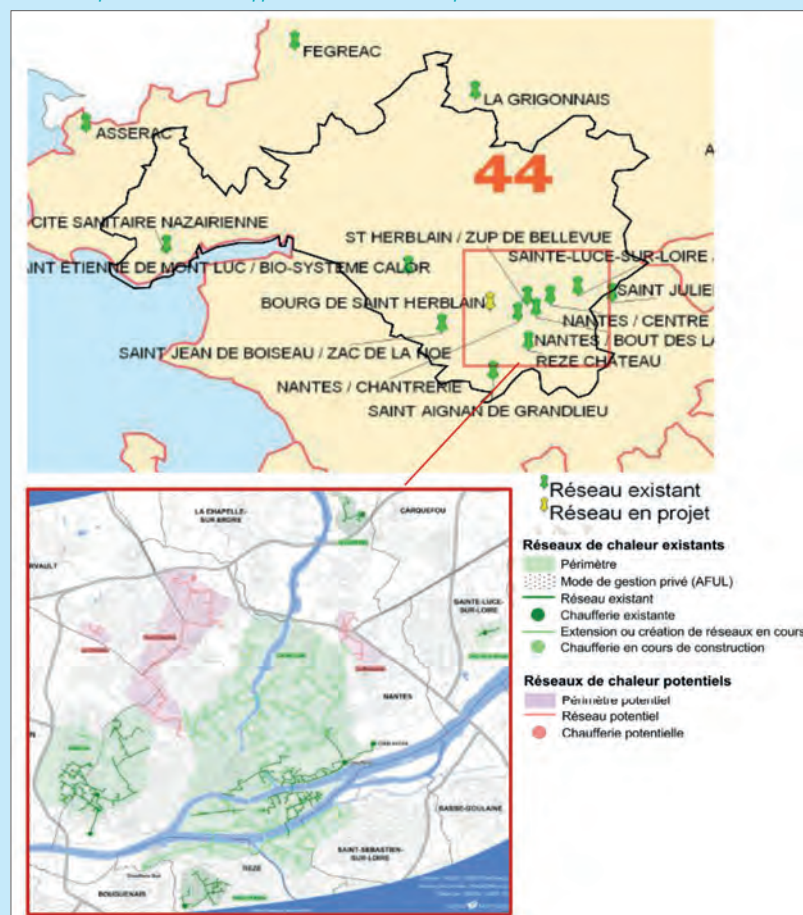 FEGREAC
LA GRIGONNAIS
ASSERAC
44
CITE SANITAIRE NAZAIRIENNE
ST HERBLAIN / ZUP DE BELLEVUE
SAINTE-LUCE-SUR-LOIRE
AINT ETIENNE DE MONT LUC / BIO-SYSTEME CALOR
SAINT JULIE
BOURG DE SAINT HERBLAIN
NANTES / CENTRE
NANTES / BOUT DES LA
SAINT JEAN DE BOISEAU / ZAC DE LA NOE
REZE CHÂTEAU
NANTES / CHANTRERIE
SAINT AIGNAN DE GRANDLIEU
Réseau existant
Réseau en projet
Réseaux de chaleur existants
Périmètre
Mode de gestion privé (AFUL)
Réseau existant
Chaufferie existante
Extension ou création de réseaux en cours
Chaufferie en cours de construction
Réseaux de chaleur potentiels
Périmètre potentiel
Réseau potentiel
Chaufferie potentielle
LA CHAPELLE-
SUR-ERDRE
CARQUEFOU
RVAULT
SAINTE-LUCE-
SUR-LOIRE
NANTES
BASSE-GOULAINE
SAINT-SEBASTIEN-
SUR-LOIRE
REZE
BOUGUENAIS